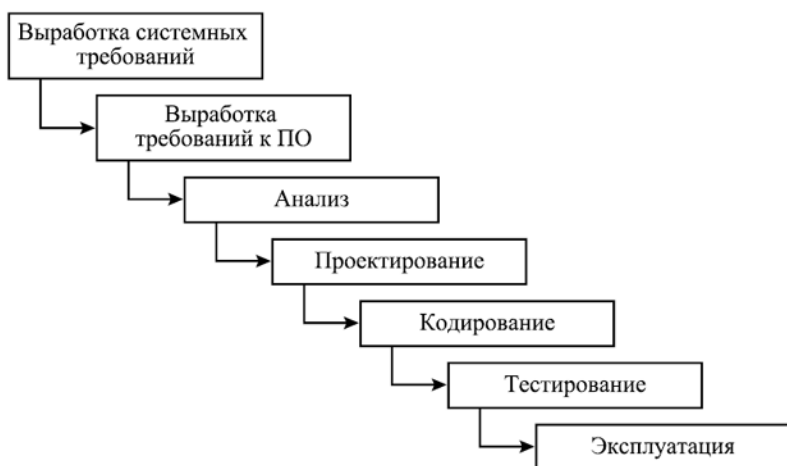 Выработка системных
требований
Выработка
требований к ПО
Анализ
Проектирование
Кодирование
Тестирование
Эксплуатация